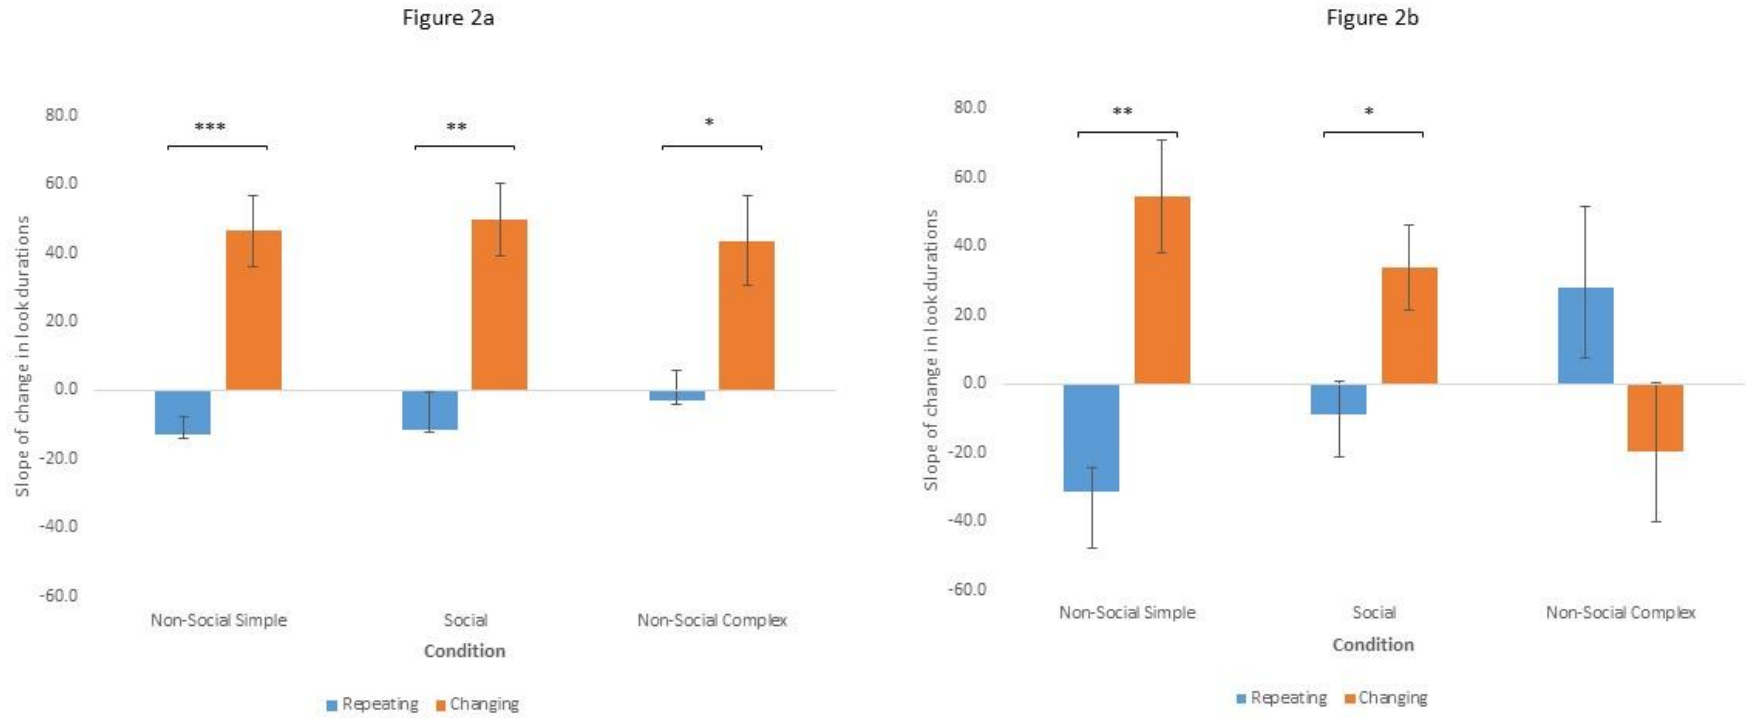 Figure 2a
80.0
60.0
40.0
20.0
0.0
-20.0
-40.0
-60.0
Slope of change in look durations
***
**
*
Non-Social Simple
Social
Non-Social Complex
Condition
Repeating
Changing
Figure 2b
80.0
60.0
40.0
20.0
0.0
-20.0
-40.0
-60.0
Slope of change in look durations
**
*
Non-Social Simple
Social
Non-Social Complex
Condition
Repeating
Changing